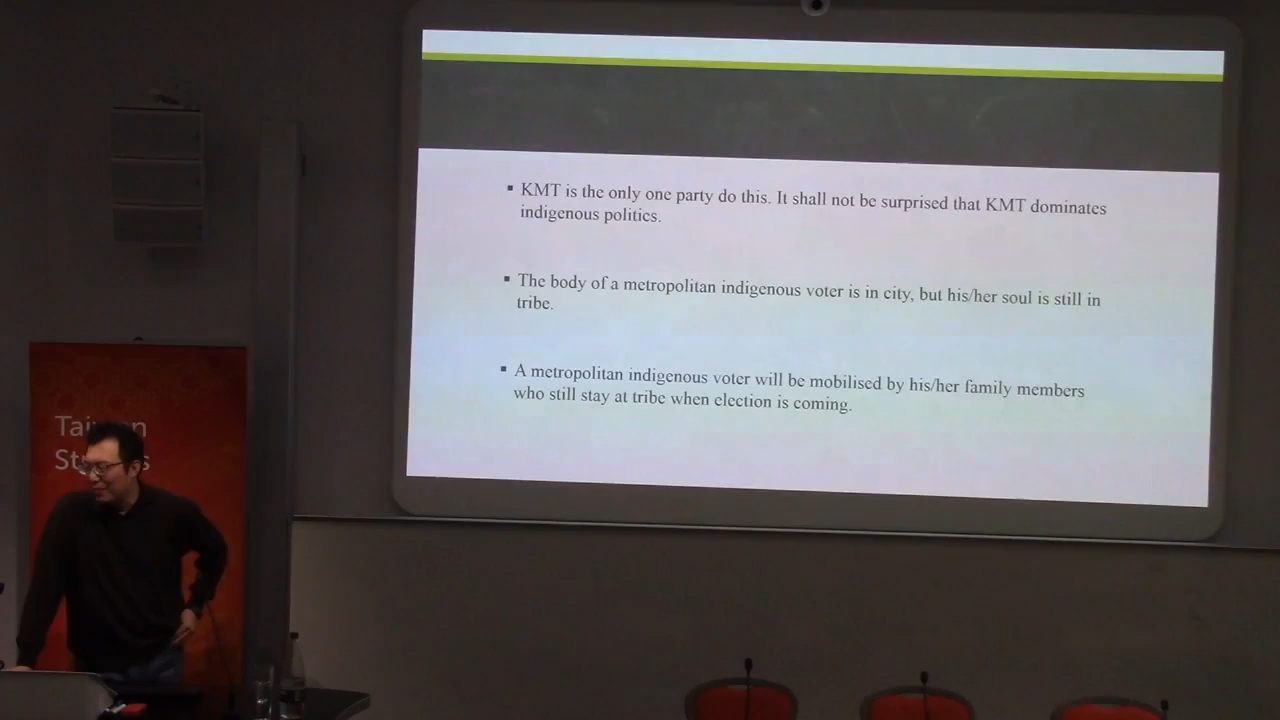 ▪ KMT is the only one party do this. It shall not be surprised that KMT dominates
indigenous politics.
▪ The body of a metropolitan indigenous voter is in city, but his/her soul is still in
tribe.
▪ A metropolitan indigenous voter will be mobilised by his/her family members
who still stay at tribe when election is coming.
Taiwan
Studies